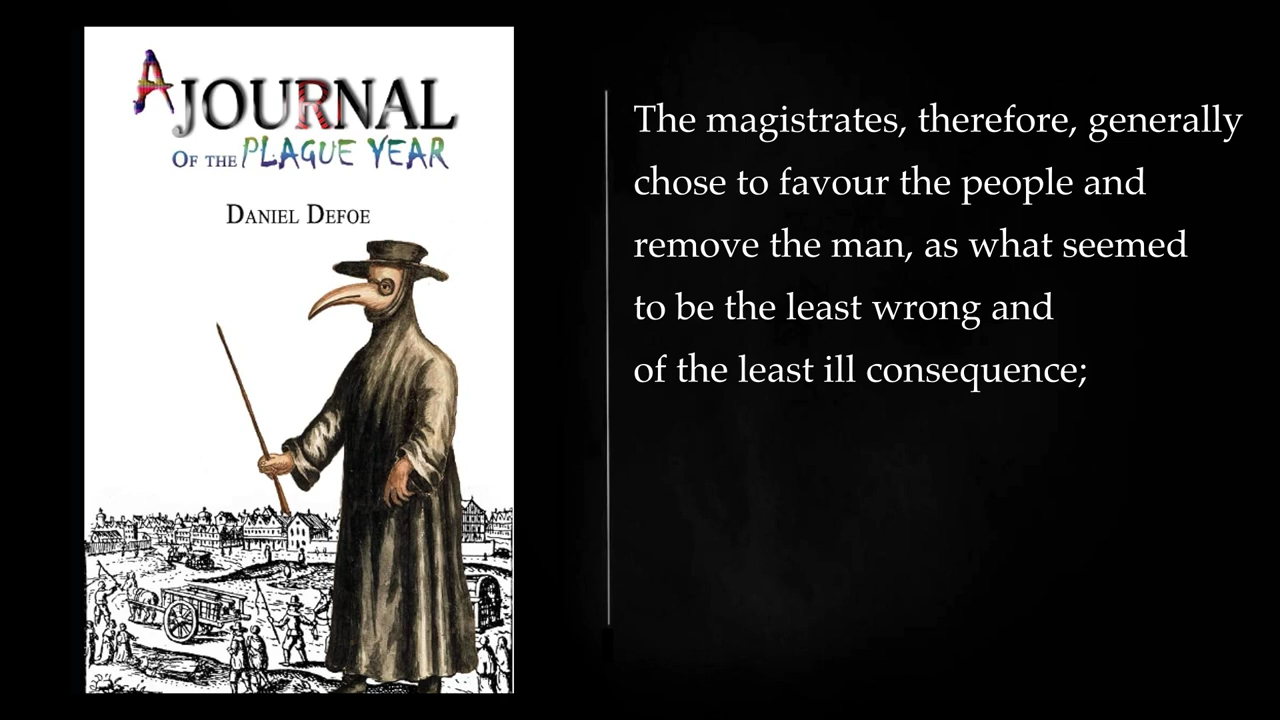 A JOURNAL
OF THE PLAGUE YEAR
DANIEL DEFOE
The magistrates, therefore, generally
chose to favour the people and
remove the man, as what seemed
to be the least wrong and
of the least ill consequence;